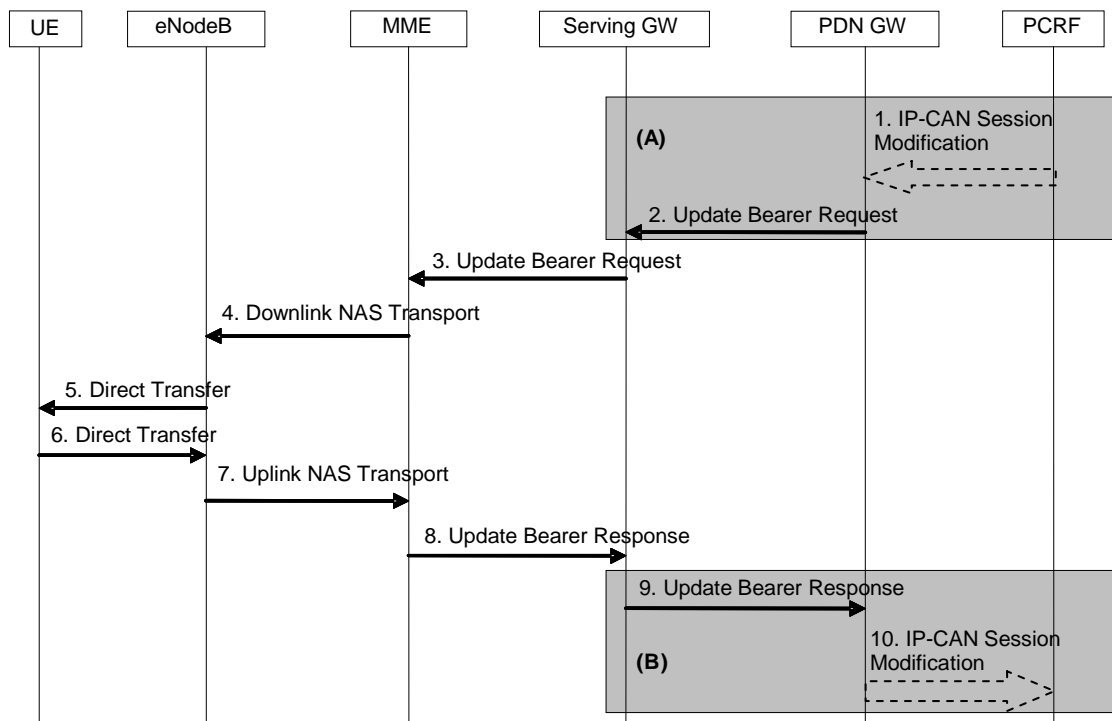 UE
eNodeB
MME
Serving GW
PDN GW
PCRF
(A)
1. IP-CAN Session
Modification
2. Update Bearer Request
3. Update Bearer Request
4. Downlink NAS Transport
5. Direct Transfer
6. Direct Transfer
7. Uplink NAS Transport
8. Update Bearer Response
9. Update Bearer Response
(B)
10. IP-CAN Session
Modification